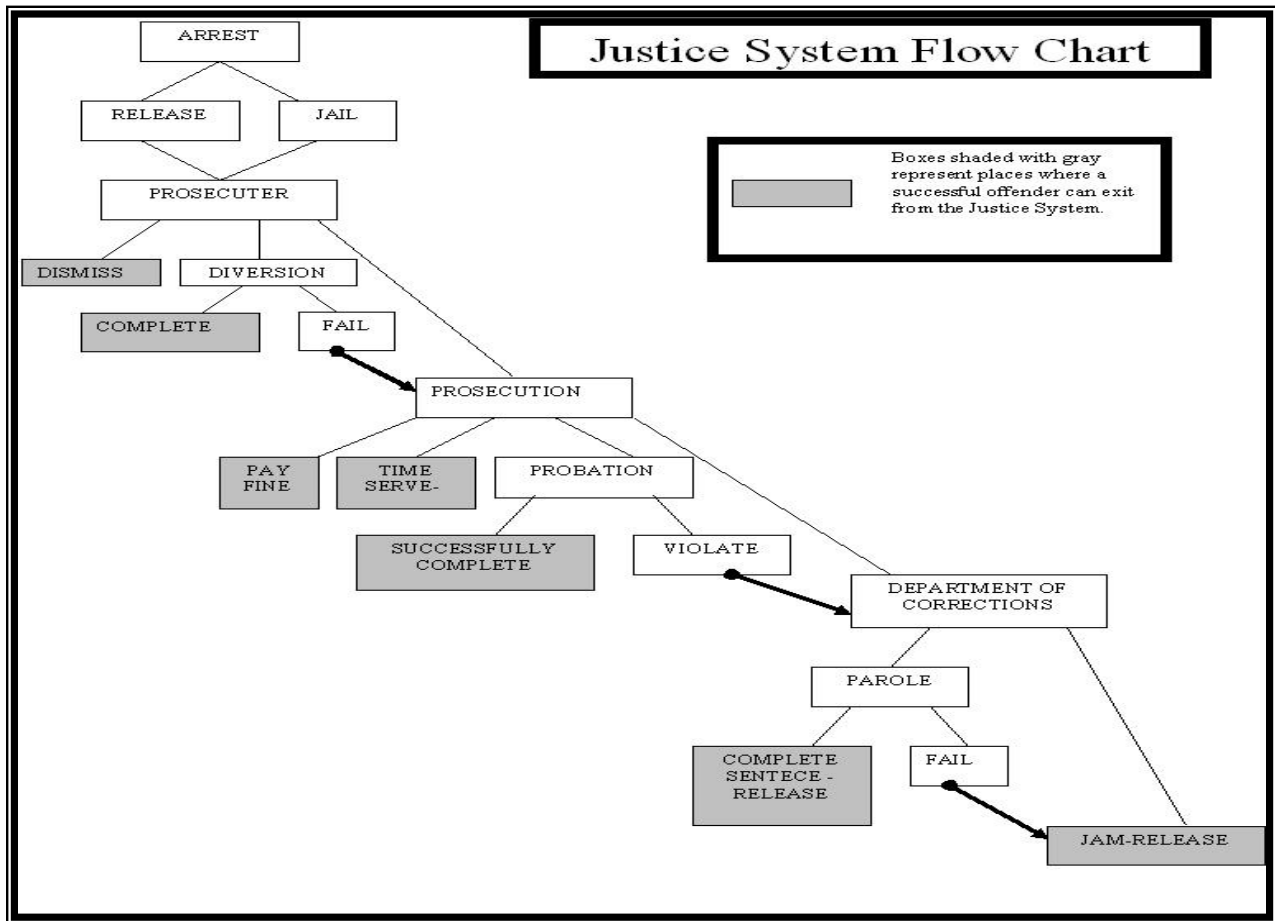 ARREST
Justice System Flow Chart
RELEASE
JAIL
Boxes shaded with gray
represent places where a
successful offender can exit
from the Justice System.
PROSECUTER
DISMISS
DIVERSION
COMPLETE
FAIL
PROSECUTION
PAY
FINE
TIME
SERVE-
PROBATION
SUCCESSFULLY
COMPLETE
VIOLATE
DEPARTMENT OF
CORRECTIONS
PAROLE
COMPLETE
SENTECE -
RELEASE
FAIL
JAM-RELEASE